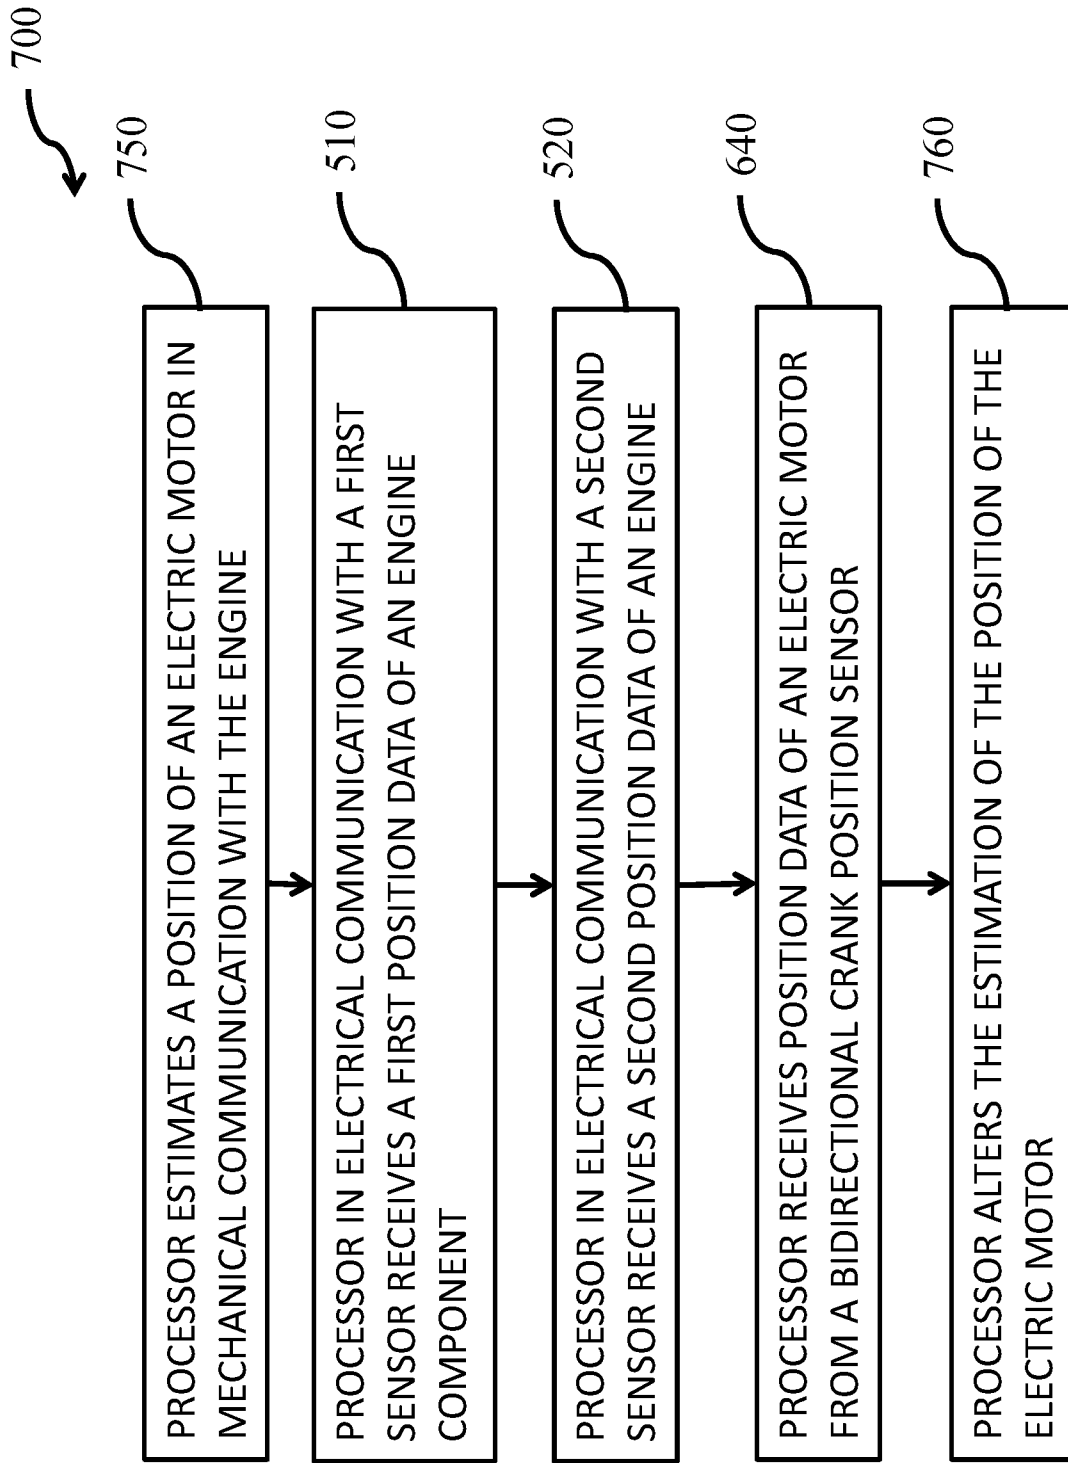 700
750
PROCESSOR ESTIMATES A POSITION OF AN ELECTRIC MOTOR IN
MECHANICAL COMMUNICATION WITH THE ENGINE
510
PROCESSOR IN ELECTRICAL COMMUNICATION WITH A FIRST
SENSOR RECEIVES A FIRST POSITION DATA OF AN ENGINE
COMPONENT
520
PROCESSOR IN ELECTRICAL COMMUNICATION WITH A SECOND
SENSOR RECEIVES A SECOND POSITION DATA OF AN ENGINE
640
PROCESSOR RECEIVES POSITION DATA OF AN ELECTRIC MOTOR
FROM A BIDIRECTIONAL CRANK POSITION SENSOR
760
PROCESSOR ALTERS THE ESTIMATION OF THE POSITION OF THE
ELECTRIC MOTOR